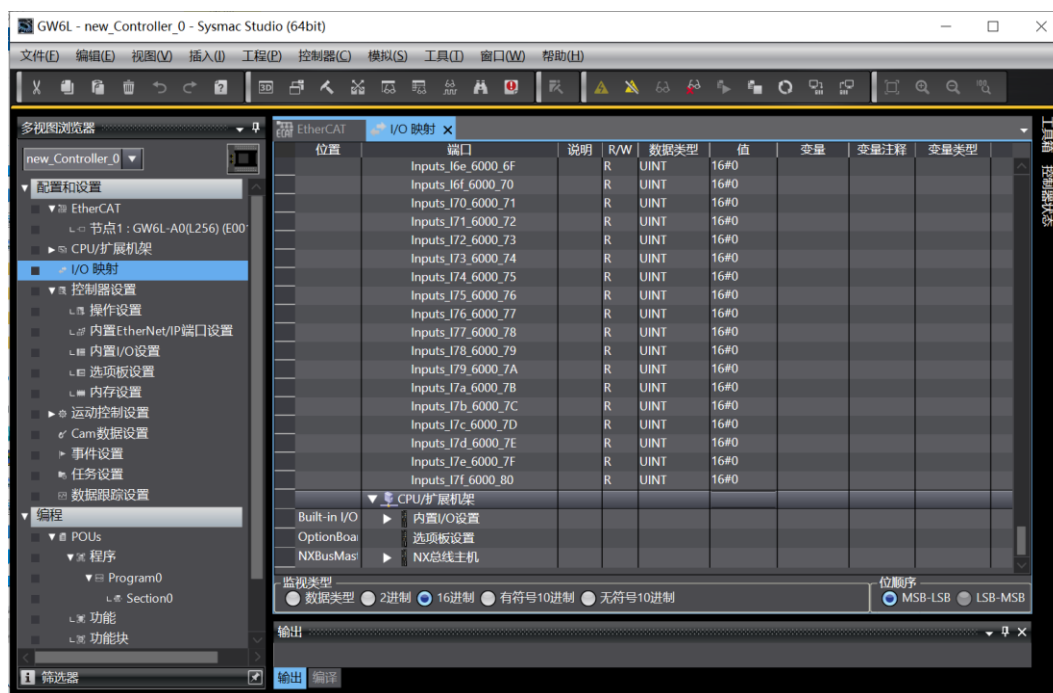 GW6L - new_Controller_0 - Sysmac Studio (64bit)
文件(F) 编辑(E) 视图(V) 插入(I) 工程(P) 控制器(C) 模拟(S) 工具(T) 窗口(W) 帮助(H)
多视图浏览器
new_Controller_0
配置和设置
EtherCAT
节点1 : GW6L-A0(L256) (E001
CPU/扩展机架
I/O 映射
控制器设置
操作设置
内置EtherNet/IP端口设置
内置I/O设置
选项板设置
内存设置
运动控制设置
Cam数据设置
事件设置
任务设置
数据跟踪设置
编程
POUs
程序
Program0
Section0
功能
功能块
筛选器
EtherCAT I/O 映射
位置 端口 说明 R/W 数据类型 值 变量 变量注释 变量类型
Inputs_I6e_6000_6F R UINT 16#0
Inputs_I6f_6000_70 R UINT 16#0
Inputs_I70_6000_71 R UINT 16#0
Inputs_I71_6000_72 R UINT 16#0
Inputs_I72_6000_73 R UINT 16#0
Inputs_I73_6000_74 R UINT 16#0
Inputs_I74_6000_75 R UINT 16#0
Inputs_I75_6000_76 R UINT 16#0
Inputs_I76_6000_77 R UINT 16#0
Inputs_I77_6000_78 R UINT 16#0
Inputs_I78_6000_79 R UINT 16#0
Inputs_I79_6000_7A R UINT 16#0
Inputs_I7a_6000_7B R UINT 16#0
Inputs_I7b_6000_7C R UINT 16#0
Inputs_I7c_6000_7D R UINT 16#0
Inputs_I7d_6000_7E R UINT 16#0
Inputs_I7e_6000_7F R UINT 16#0
Inputs_I7f_6000_80 R UINT 16#0
CPU/扩展机架
Built-in I/O 内置I/O设置
OptionBoa 选项板设置
NXBusMas NX总线主机
监视类型
数据类型 2进制 16进制 有符号10进制 无符号10进制
位顺序
MSB-LSB LSB-MSB
输出
输出 编译
工具箱 控制器状态